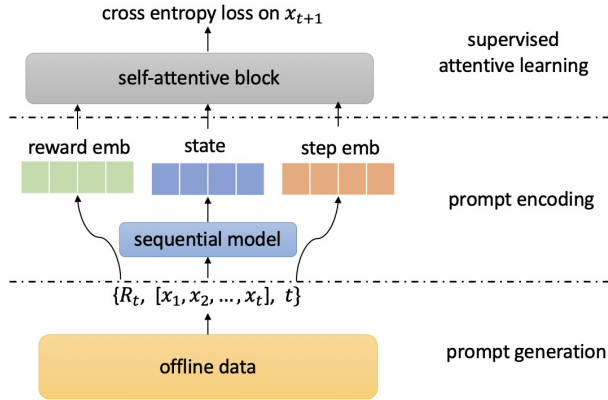 cross entropy loss on $x_{t+1}$
supervised
attentive learning
self-attentive block
reward emb
state
step emb
prompt encoding
sequential model
{$R_t$, [$x_1, x_2, \ldots, x_t$], $t$}
offline data
prompt generation